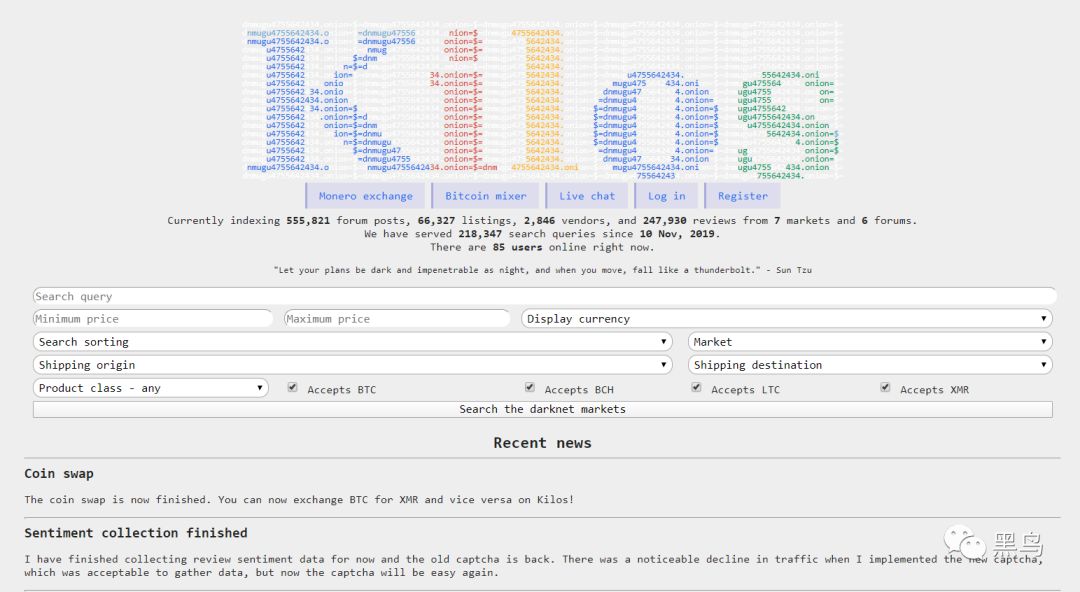 Kilos
Monero exchange Bitcoin mixer Live chat Log in Register
Currently indexing 555,821 forum posts, 66,327 listings, 2,846 vendors, and 247,930 reviews from 7 markets and 6 forums.
We have served 218,347 search queries since 10 Nov, 2019.
There are 85 users online right now.
"Let your plans be dark and impenetrable as night, and when you move, fall like a thunderbolt." - Sun Tzu
Search query
Minimum price Maximum price Display currency
Search sorting Market
Shipping origin Shipping destination
Product class - any Accepts BTC Accepts BCH Accepts LTC Accepts XMR
Search the darknet markets
Recent news
Coin swap
The coin swap is now finished. You can now exchange BTC for XMR and vice versa on Kilos!
Sentiment collection finished
I have finished collecting review sentiment data for now and the old captcha is back. There was a noticeable decline in traffic when I implemented the new captcha,
which was acceptable to gather data, but now the captcha will be easy again.
黑鸟